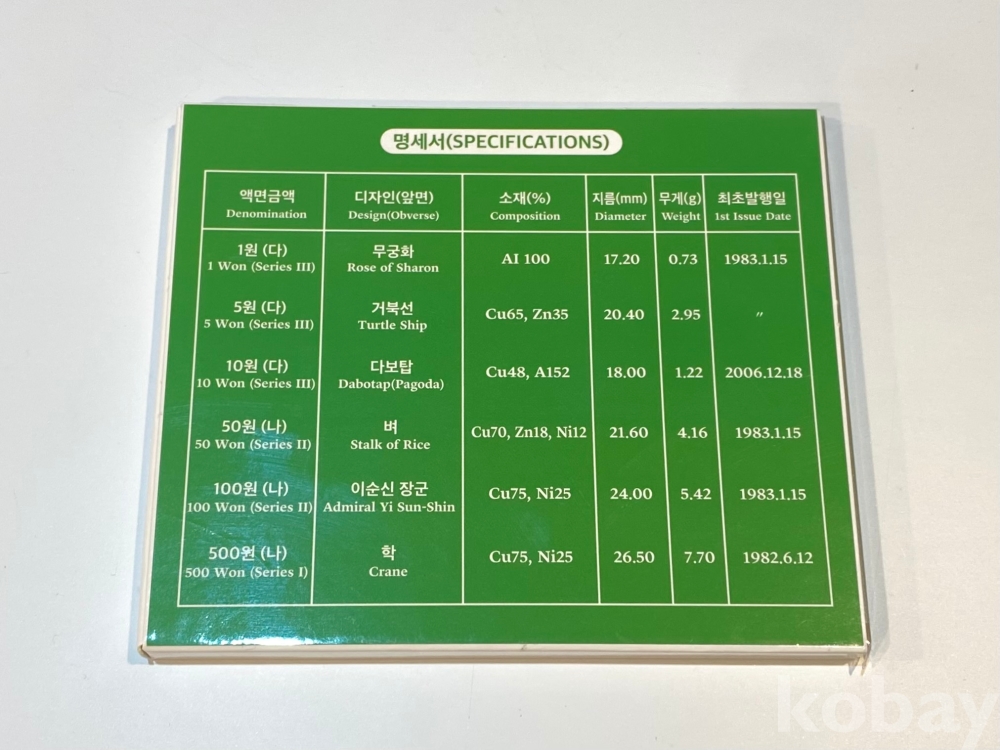 명세서(SPECIFICATIONS)
액면금액 디자인(앞면) 소재(%) 지름(mm) 무게(g) 최초발행일
Denomination Design(Obverse) Composition Diameter Weight 1st Issue Date
1원 (다) 무궁화 AI 100 17.20 0.73 1983.1.15
1 Won (Series III) Rose of Sharon
5원 (다) 거북선 Cu65, Zn35 20.40 2.95 〃
5 Won (Series III) Turtle Ship
10원 (다) 다보탑 Cu48, A152 18.00 1.22 2006.12.18
10 Won (Series III) Dabotap(Pagoda)
50원 (나) 벼 Cu70, Zn18, Ni12 21.60 4.16 1983.1.15
50 Won (Series II) Stalk of Rice
100원 (나) 이순신 장군 Cu75, Ni25 24.00 5.42 1983.1.15
100 Won (Series II) Admiral Yi Sun-Shin
500원 (나) 학 Cu75, Ni25 26.50 7.70 1982.6.12
500 Won (Series I) Crane
kobay